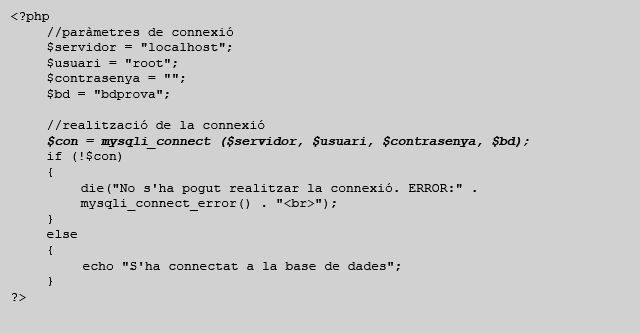 <?php
//paràmetres de connexió
$servidor = "localhost";
$usuari = "root";
$contrasenya = "";
$bd = "bdprova";
//realització de la connexió
$con = mysqli_connect ($servidor, $usuari, $contrasenya, $bd);
if (!$con)
{
die("No s'ha pogut realitzar la connexió. ERROR:" .
mysqli_connect_error() . "<br>");
}
else
{
echo "S'ha connectat a la base de dades";
}
?>